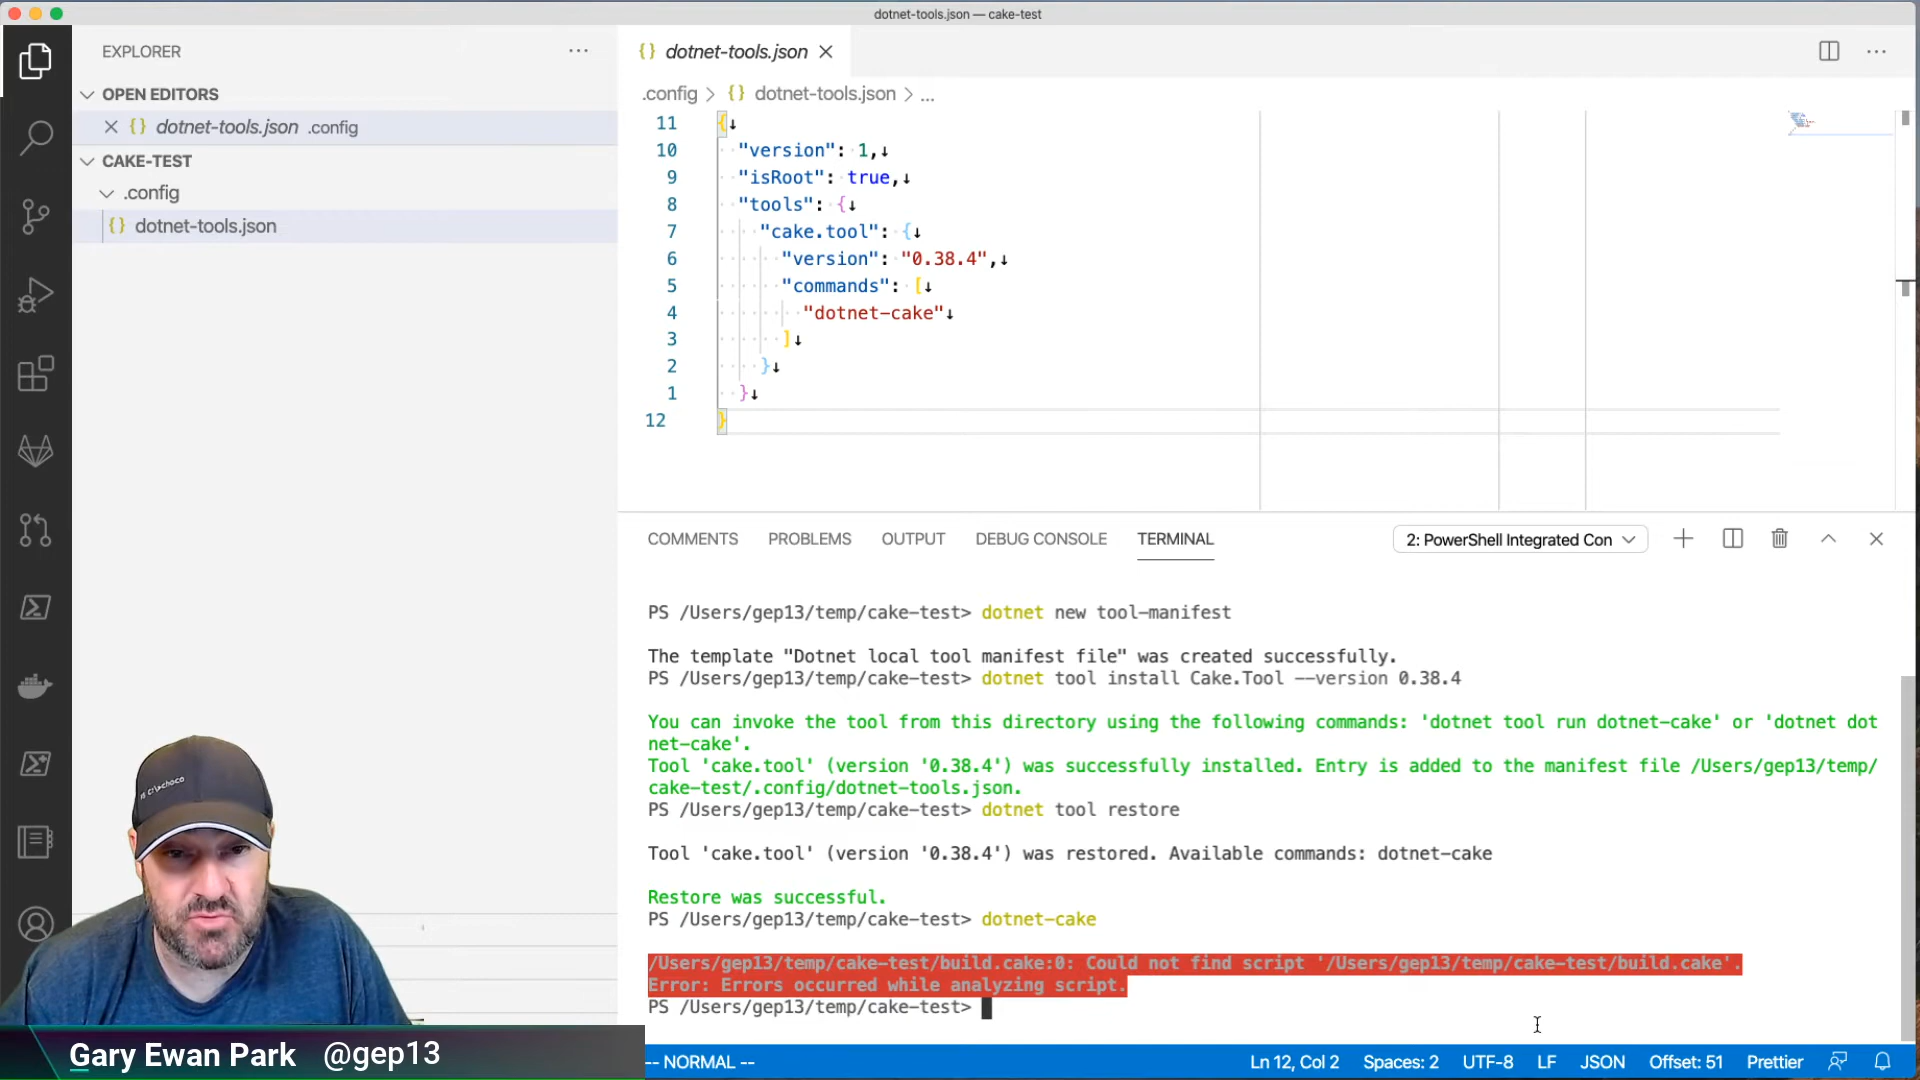 dotnet-tools.json — cake-test
EXPLORER
OPEN EDITORS
dotnet-tools.json .config
CAKE-TEST
.config
dotnet-tools.json
dotnet-tools.json
.config > dotnet-tools.json > ...
11 {↓
10 "version": 1,↓
9 "isRoot": true,↓
8 "tools": {↓
7 "cake.tool": {↓
6 "version": "0.38.4",↓
5 "commands": [↓
4 "dotnet-cake"↓
3 ]↓
2 }↓
1 }↓
12 }
COMMENTS PROBLEMS OUTPUT DEBUG CONSOLE TERMINAL 2: PowerShell Integrated Con
PS /Users/gep13/temp/cake-test> dotnet new tool-manifest
The template "Dotnet local tool manifest file" was created successfully.
PS /Users/gep13/temp/cake-test> dotnet tool install Cake.Tool --version 0.38.4
You can invoke the tool from this directory using the following commands: 'dotnet tool run dotnet-cake' or 'dotnet dot
net-cake'.
Tool 'cake.tool' (version '0.38.4') was successfully installed. Entry is added to the manifest file /Users/gep13/temp/
cake-test/.config/dotnet-tools.json.
PS /Users/gep13/temp/cake-test> dotnet tool restore
Tool 'cake.tool' (version '0.38.4') was restored. Available commands: dotnet-cake
Restore was successful.
PS /Users/gep13/temp/cake-test> dotnet-cake
/Users/gep13/temp/cake-test/build.cake:0: Could not find script '/Users/gep13/temp/cake-test/build.cake'.
Error: Errors occurred while analyzing script.
PS /Users/gep13/temp/cake-test>
Gary Ewan Park @gep13
-- NORMAL -- Ln 12, Col 2 Spaces: 2 UTF-8 LF JSON Offset: 51 Prettier